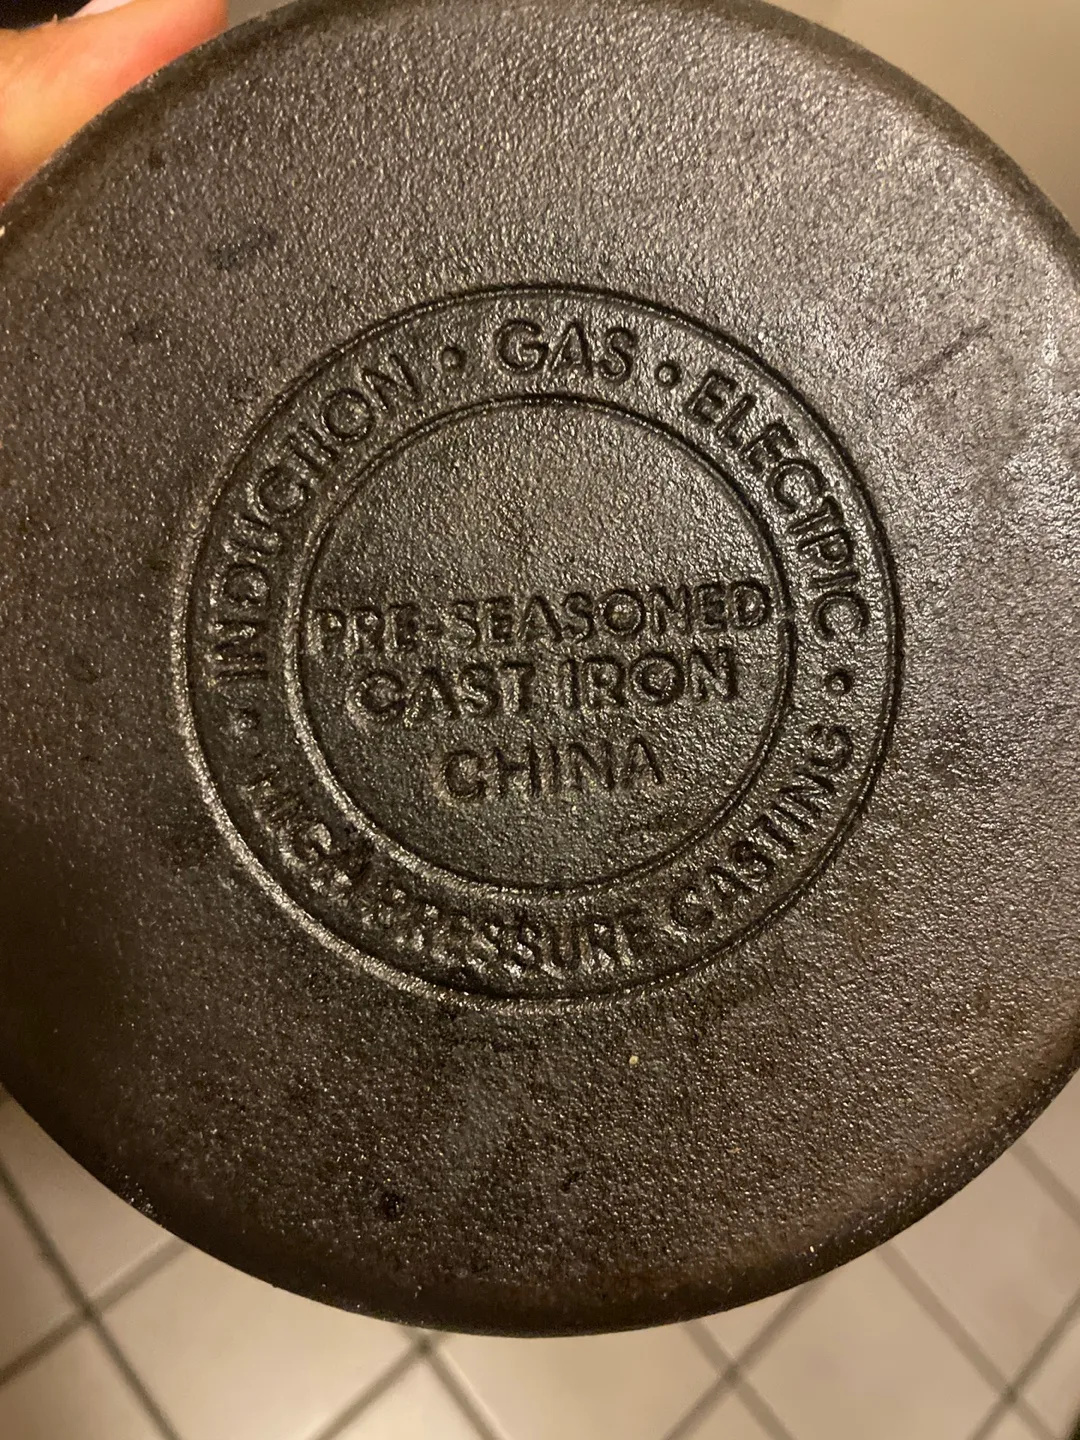 INDUCTION • GAS • ELECTRIC •
HIGH PRESSURE CASTING •
PRE-SEASONED
CAST IRON
CHINA